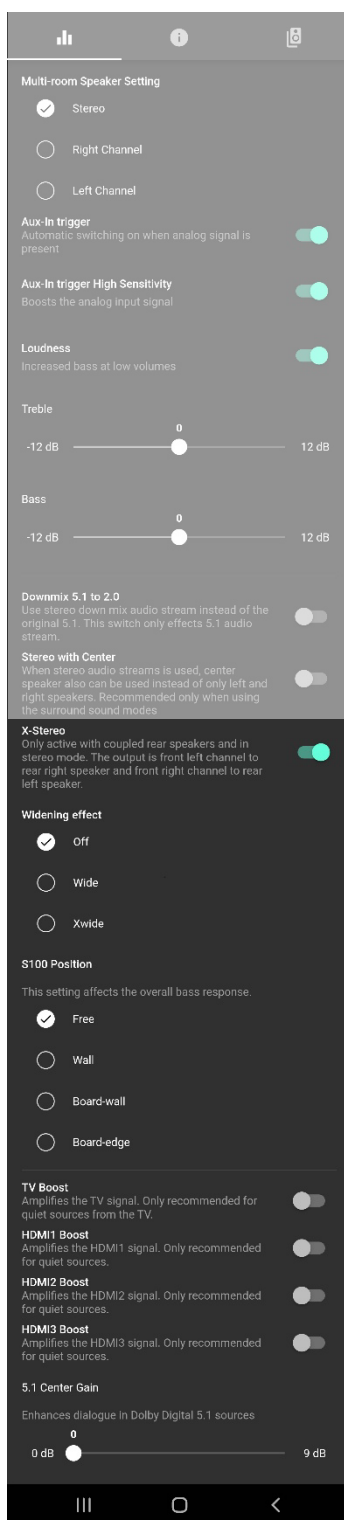 Multi-room Speaker Setting
Stereo
Right Channel
Left Channel
Aux-In trigger
Automatic switching on when analog signal is
present
Aux-In trigger High Sensitivity
Boosts the analog input signal
Loudness
Increased bass at low volumes
Treble
0
-12 dB 12 dB
Bass
0
-12 dB 12 dB
Downmix 5.1 to 2.0
Use stereo down mix audio stream instead of the
original 5.1. This switch only effects 5.1 audio
stream.
Stereo with Center
When stereo audio streams is used, center
speaker also can be used instead of only left and
right speakers. Recommended only when using
the surround sound modes
X-Stereo
Only active with coupled rear speakers and in
stereo mode. The output is front left channel to
rear right speaker and front right channel to rear
left speaker.
Widening effect
Off
Wide
Xwide
S100 Position
This setting affects the overall bass response.
Free
Wall
Board-wall
Board-edge
TV Boost
Amplifies the TV signal. Only recommended for
quiet sources from the TV.
HDMI1 Boost
Amplifies the HDMI1 signal. Only recommended
for quiet sources.
HDMI2 Boost
Amplifies the HDMI2 signal. Only recommended
for quiet sources.
HDMI3 Boost
Amplifies the HDMI3 signal. Only recommended
for quiet sources.
5.1 Center Gain
Enhances dialogue in Dolby Digital 5.1 sources
0
0 dB 9 dB